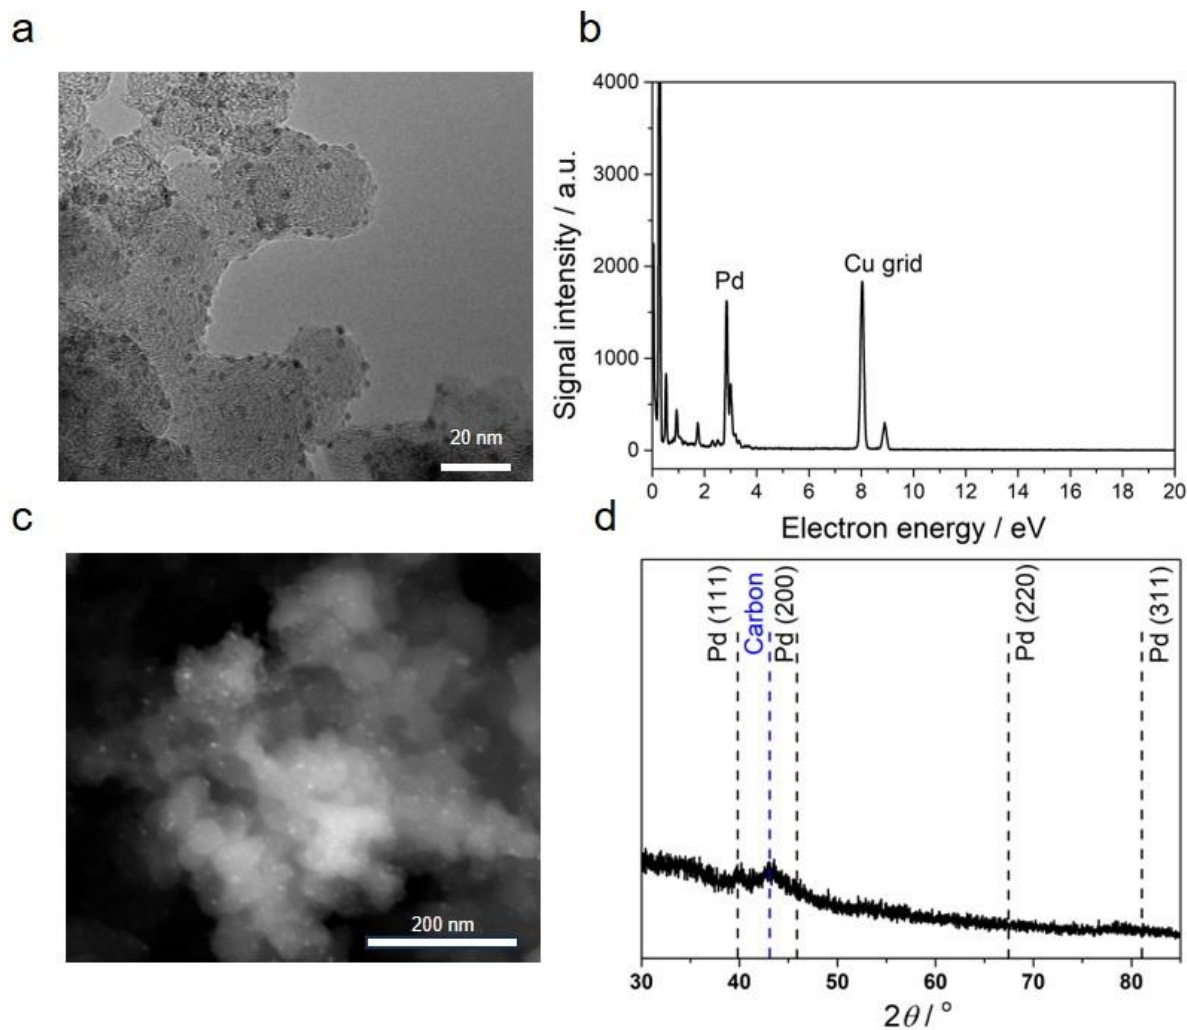 a
20 nm
b
4000
3000
2000
1000
0
Signal intensity / a.u.
Pd
Cu grid
0 2 4 6 8 10 12 14 16 18 20
Electron energy / eV
c
200 nm
d
Pd (111)
Carbon
Pd (200)
Pd (220)
Pd (311)
30 40 50 60 70 80
2θ / °